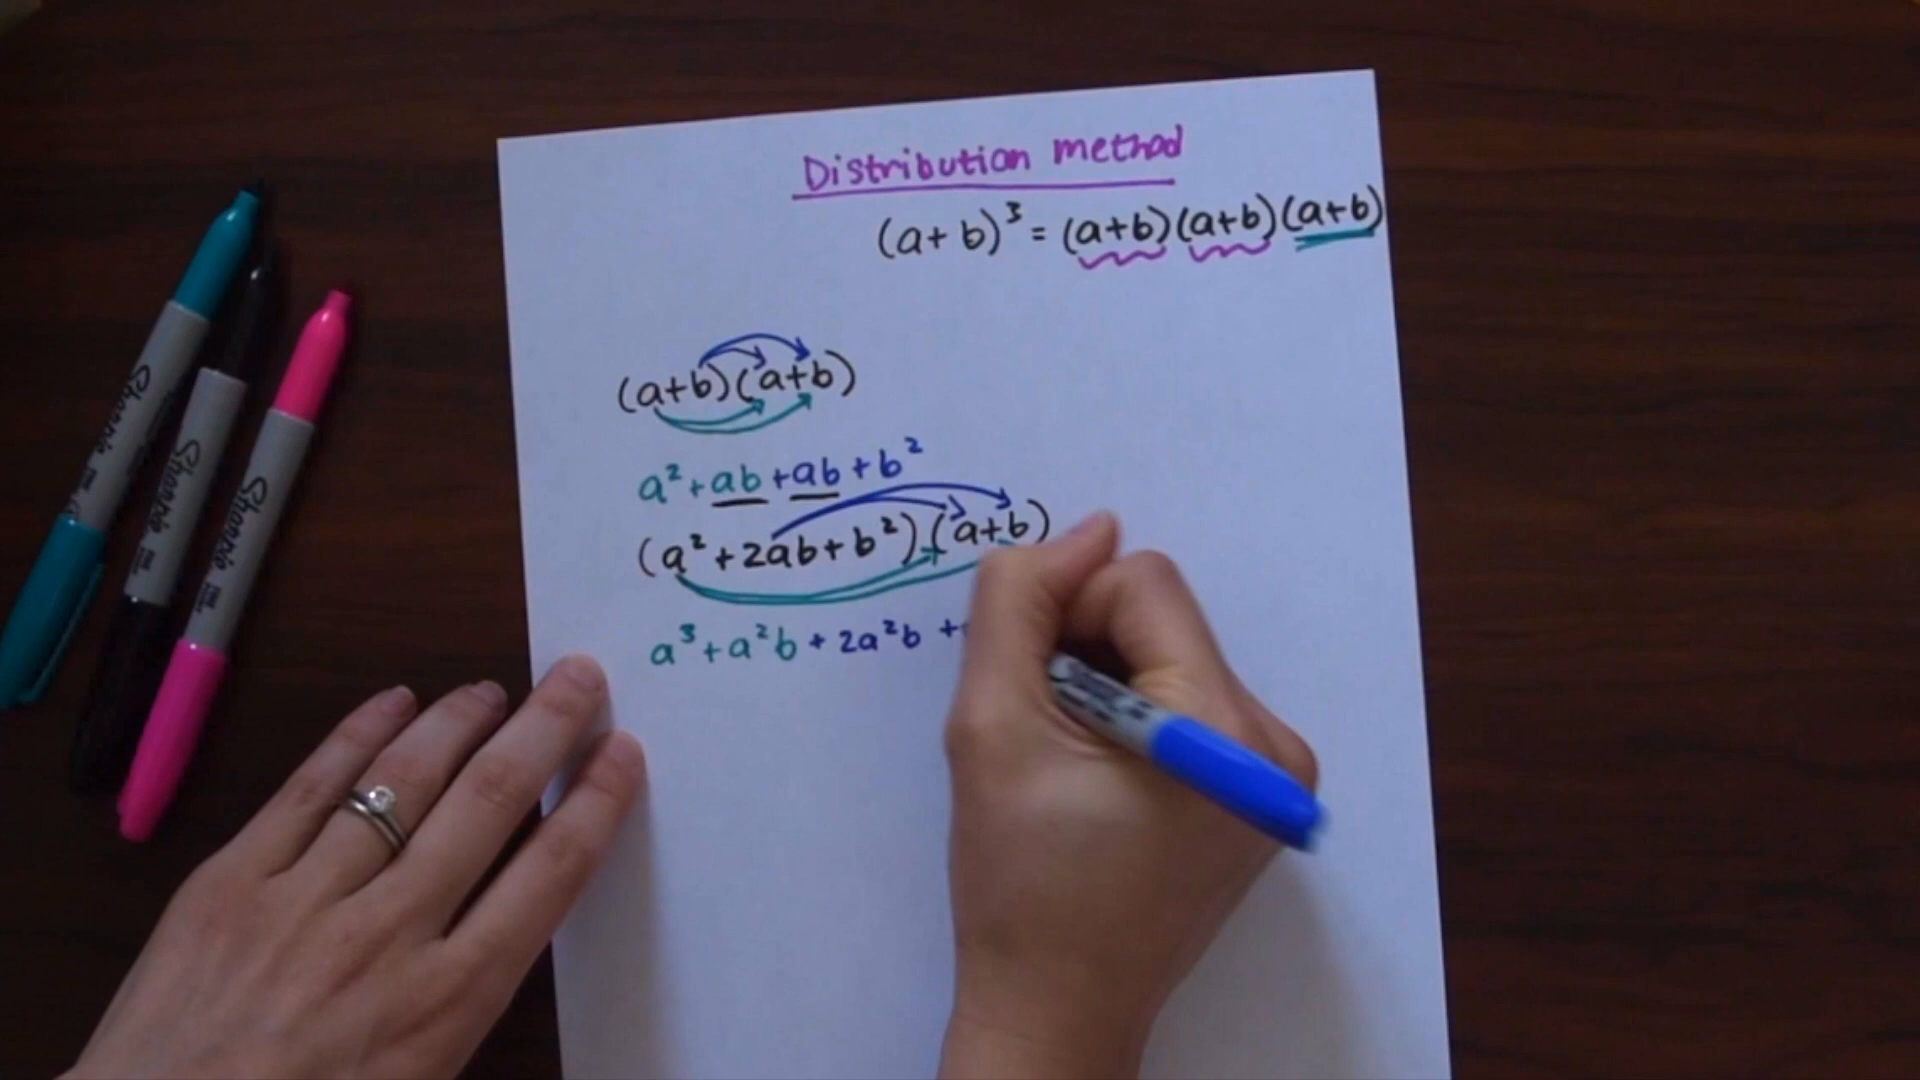 Distribution method
(a+b)³ = (a+b)(a+b)(a+b)
(a+b)(a+b)
a²+ab+ab+b²
(a²+2ab+b²)(a+b)
a³+a²b+2a²b+
Sharpie
Sharpie
Sharpie